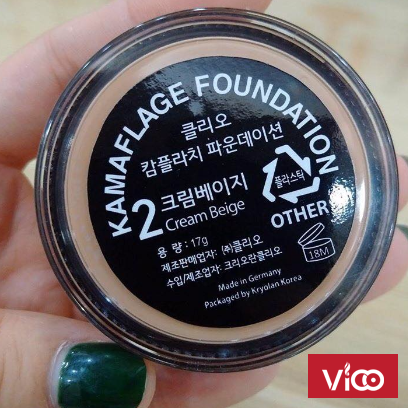 KAMAFLAGE FOUNDATION
클리오
캄플라치 파운데이션
2 크림베이지
Cream Beige
플라스틱
OTHER
용 량 : 17g
제조판매업자: ㈜클리오
수입/제조업자: 크리오란클리오
18M
Made in Germany
Packaged by Kryolan Korea
ViCO